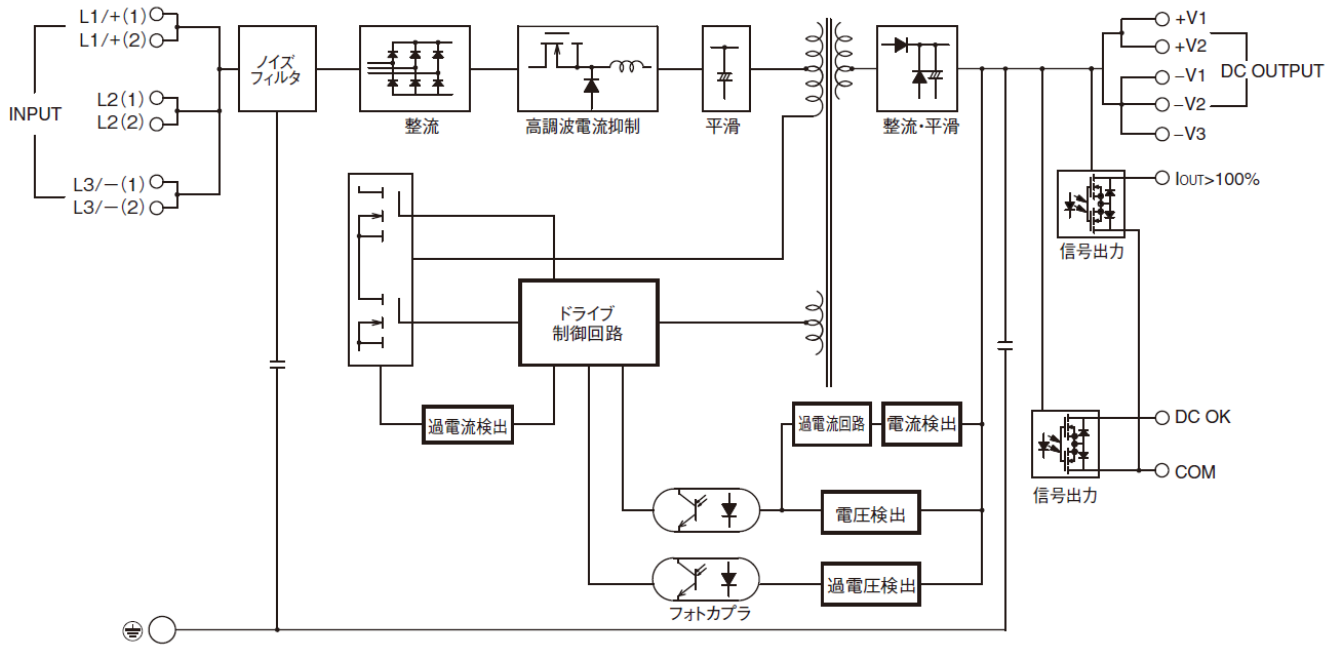 L1/+(1)
L1/+(2)
INPUT
L2(1)
L2(2)
L3/−(1)
L3/−(2)
ノイズ
フィルタ
整流
高調波電流抑制
平滑
整流・平滑
+V1
+V2
DC OUTPUT
−V1
−V2
−V3
IOUT>100%
信号出力
ドライブ
制御回路
過電流検出
過電流回路
電流検出
DC OK
COM
信号出力
電圧検出
過電圧検出
フォトカプラ